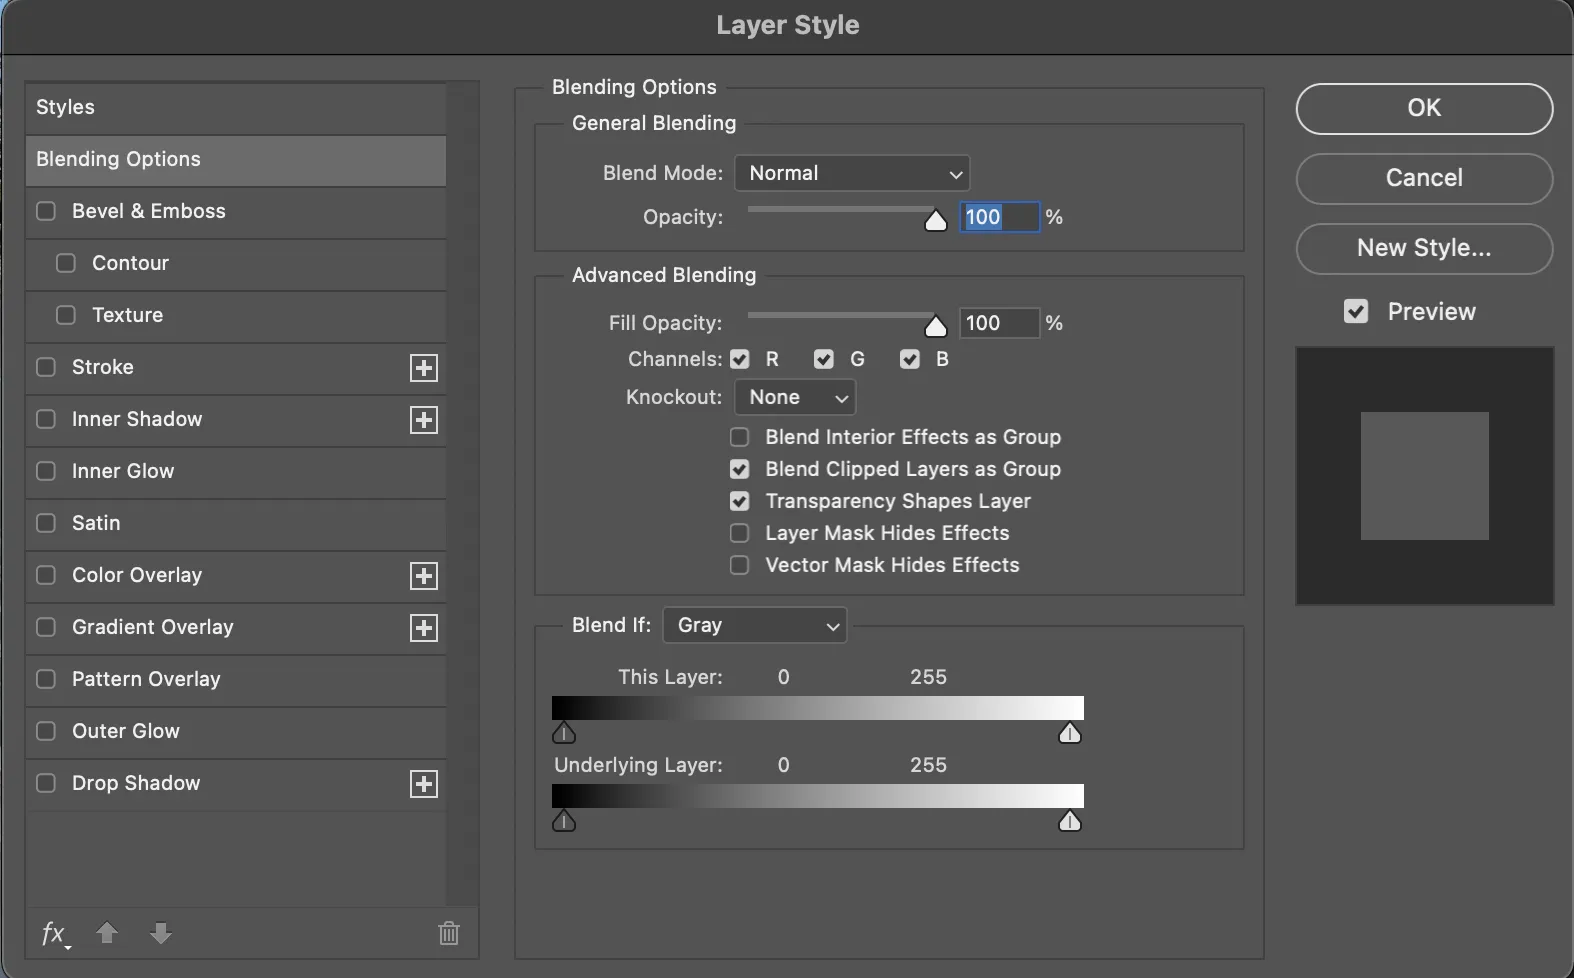 Layer Style
Styles
Blending Options
Bevel & Emboss
Contour
Texture
Stroke
Inner Shadow
Inner Glow
Satin
Color Overlay
Gradient Overlay
Pattern Overlay
Outer Glow
Drop Shadow
fx
Blending Options
General Blending
Blend Mode: Normal
Opacity: 100 %
Advanced Blending
Fill Opacity: 100 %
Channels: R G B
Knockout: None
Blend Interior Effects as Group
Blend Clipped Layers as Group
Transparency Shapes Layer
Layer Mask Hides Effects
Vector Mask Hides Effects
Blend If: Gray
This Layer: 0 255
Underlying Layer: 0 255
OK
Cancel
New Style...
Preview